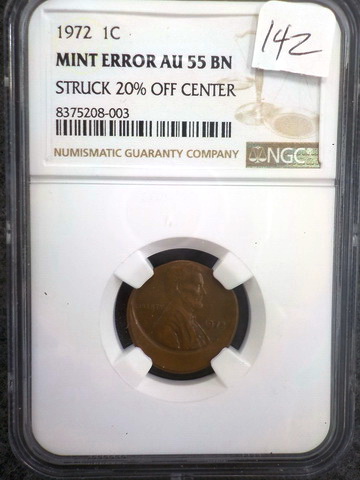 1972 1C
142
MINT ERROR AU 55 BN
STRUCK 20% OFF CENTER
8375208-003
NUMISMATIC GUARANTY COMPANY
NGC